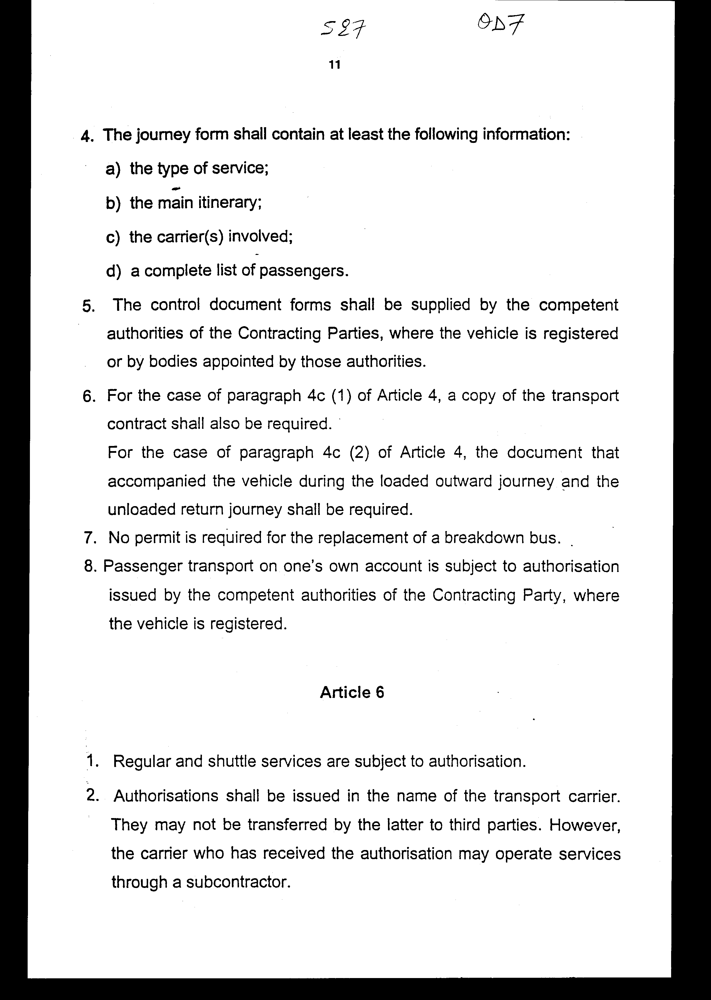 527 ΘΔ7
11
4. The journey form shall contain at least the following information:
a) the type of service;
b) the main itinerary;
c) the carrier(s) involved;
d) a complete list of passengers.
5. The control document forms shall be supplied by the competent
authorities of the Contracting Parties, where the vehicle is registered
or by bodies appointed by those authorities.
6. For the case of paragraph 4c (1) of Article 4, a copy of the transport
contract shall also be required.
For the case of paragraph 4c (2) of Article 4, the document that
accompanied the vehicle during the loaded outward journey and the
unloaded return journey shall be required.
7. No permit is required for the replacement of a breakdown bus.
8. Passenger transport on one's own account is subject to authorisation
issued by the competent authorities of the Contracting Party, where
the vehicle is registered.
Article 6
1. Regular and shuttle services are subject to authorisation.
2. Authorisations shall be issued in the name of the transport carrier.
They may not be transferred by the latter to third parties. However,
the carrier who has received the authorisation may operate services
through a subcontractor.